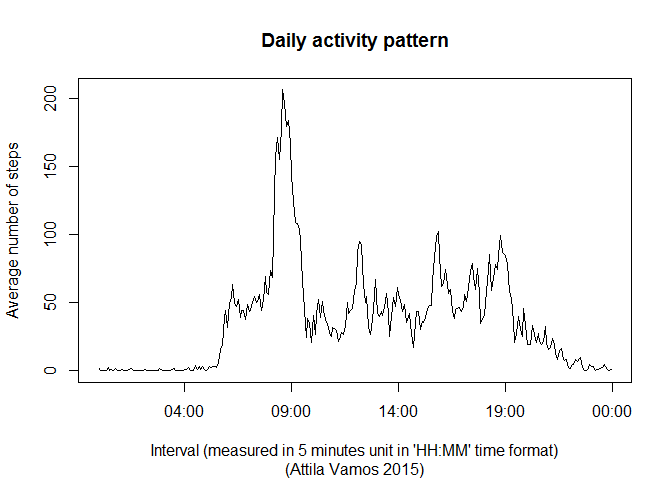 Daily activity pattern
Average number of steps
200
150
100
50
0
04:00 09:00 14:00 19:00 00:00
Interval (measured in 5 minutes unit in 'HH:MM' time format)
(Attila Vamos 2015)